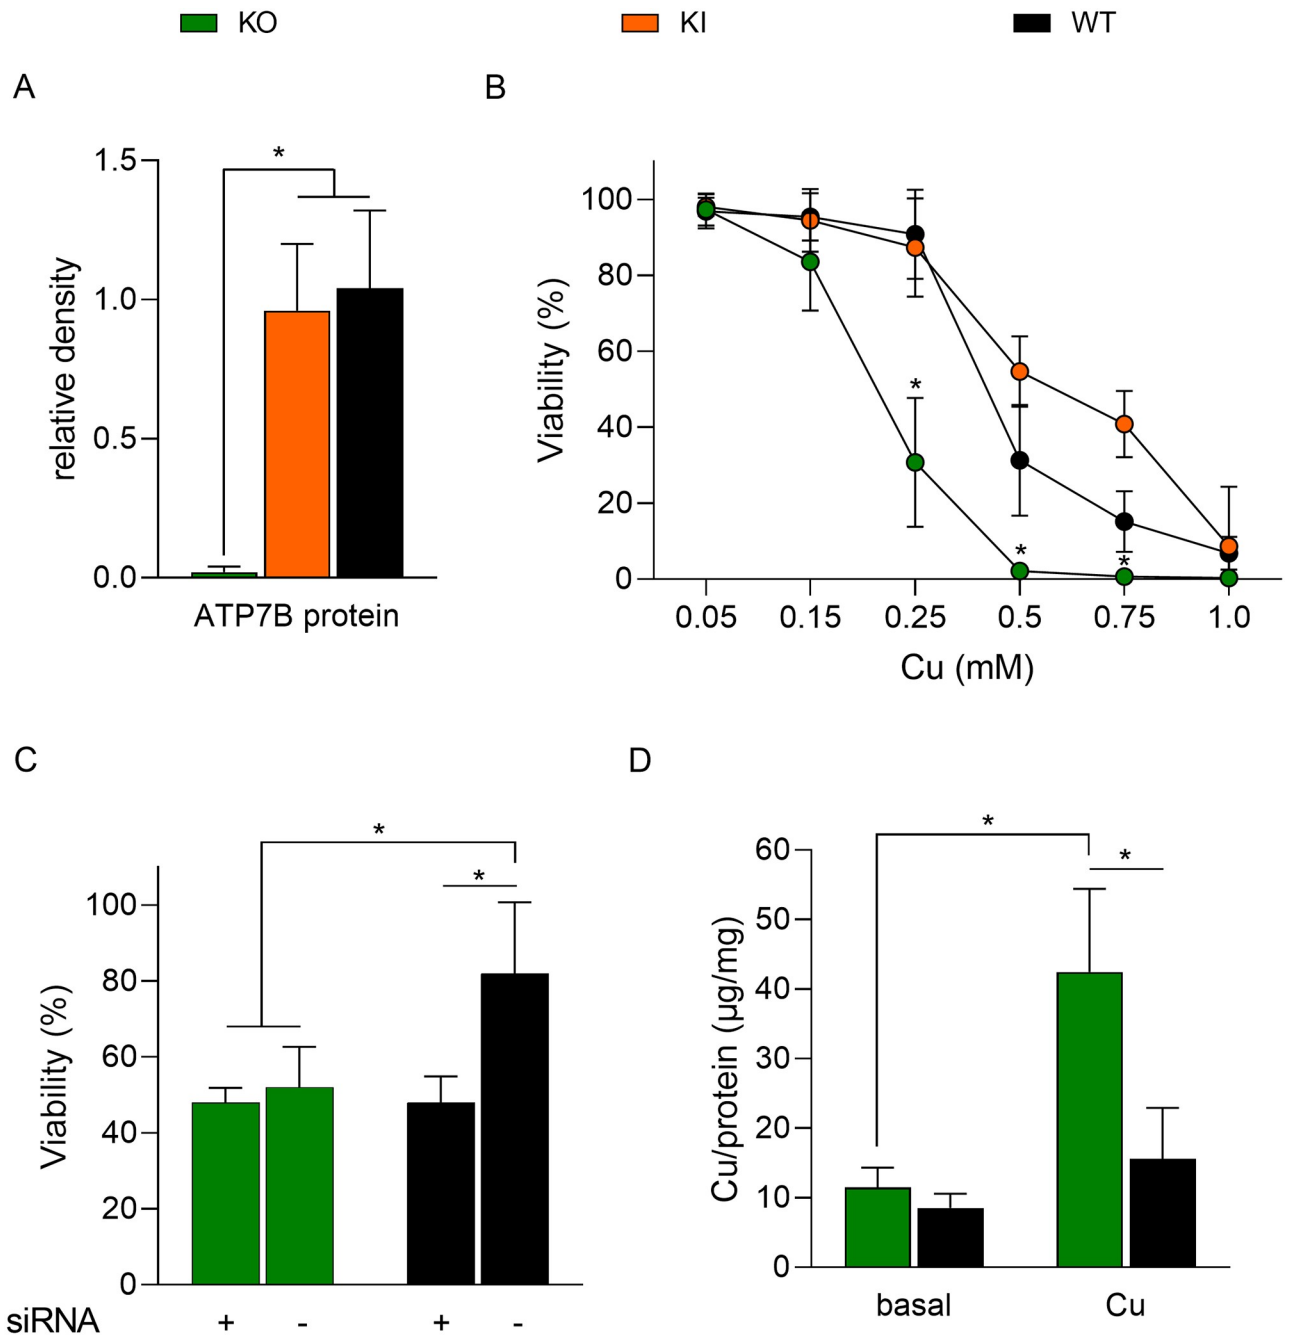 KO KI WT
A B
*
1.5
1.0
0.5
0.0
relative density
ATP7B protein
100
80
60
40
20
0
Viability (%)
*
*
*
0.05 0.15 0.25 0.5 0.75 1.0
Cu (mM)
C D
*
*
100
80
60
40
20
0
Viability (%)
siRNA + - + -
*
*
60
50
40
30
20
10
0
Cu/protein (µg/mg)
basal Cu